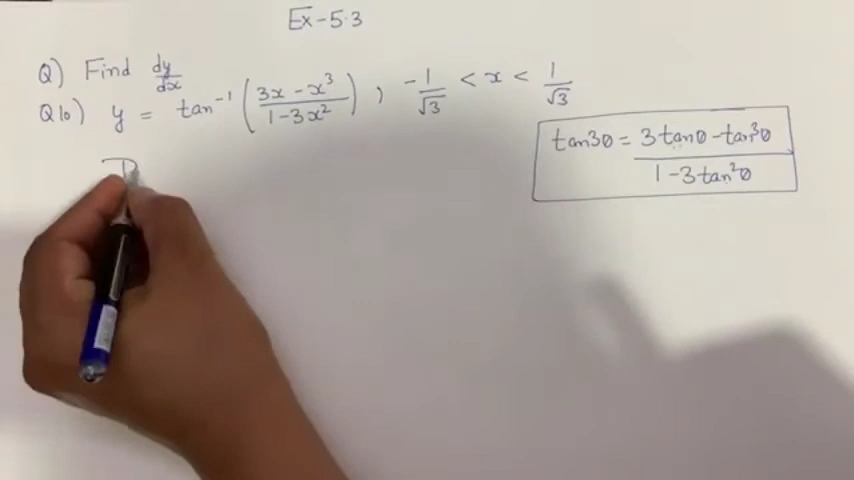 Ex-5.3
Q) Find dy/dx
Q10) y = tan⁻¹ ( (3x - x³)/(1 - 3x²) ) , -1/√3 < x < 1/√3
tan3θ = (3tanθ - tan³θ)/(1 - 3tan²θ)